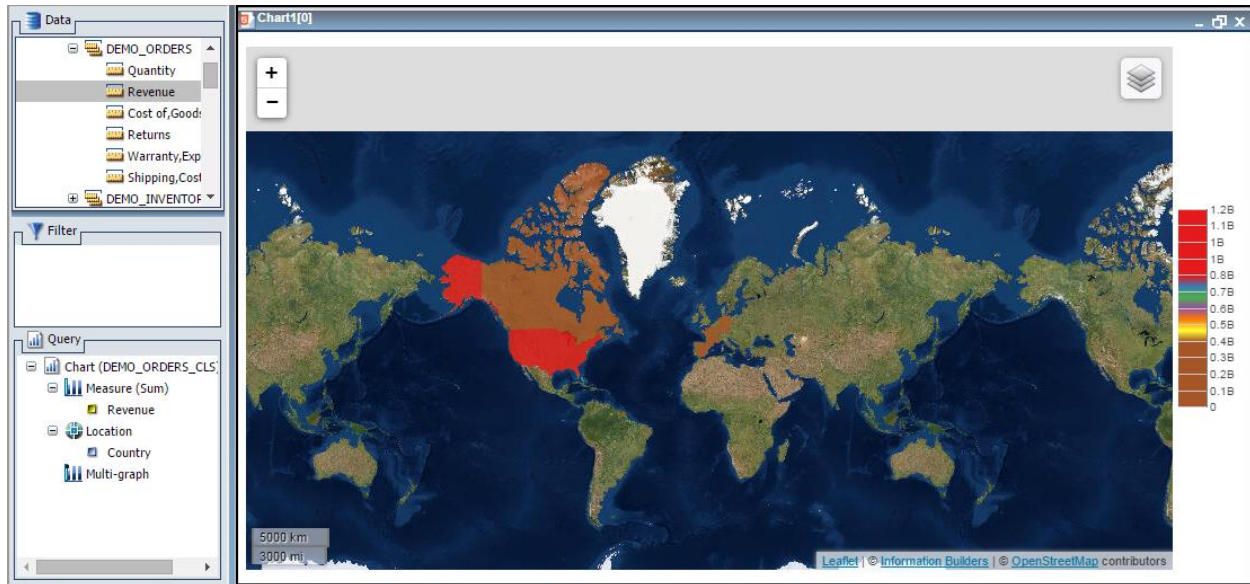 Data
DEMO_ORDERS
Quantity
Revenue
Cost of,Goods
Returns
Warranty,Exp
Shipping,Cost
DEMO_INVENTOR
Filter
Query
Chart (DEMO_ORDERS_CLS)
Measure (Sum)
Revenue
Location
Country
Multi-graph
Chart1[0]
+
−
1.2B
1.1B
1B
1B
0.8B
0.7B
0.6B
0.5B
0.4B
0.3B
0.2B
0.1B
0
5000 km
3000 mi
Leaflet | © Information Builders | © OpenStreetMap contributors